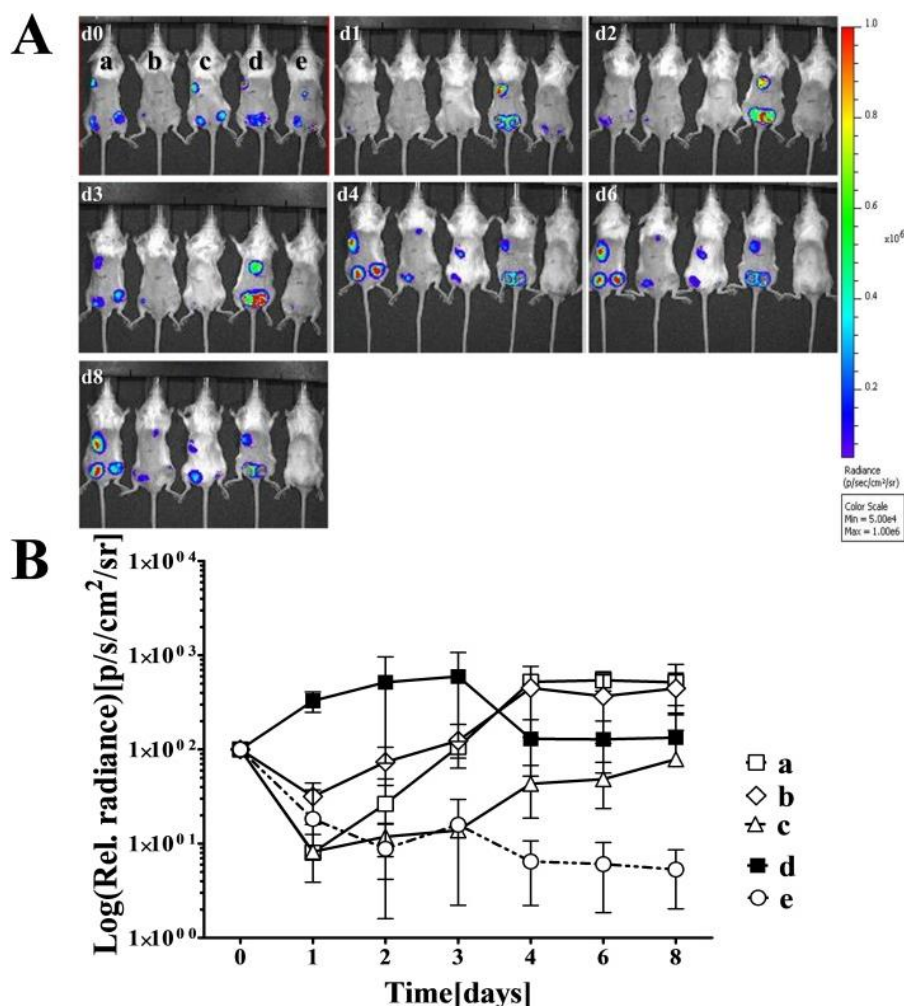 A
d0
a b c d e
d1
d2
d3
d4
d6
d8
1.0
0.8
0.6
x10⁶
0.4
0.2
Radiance
(p/sec/cm²/sr)
Color Scale
Min = 5.00e4
Max = 1.00e6
B
Log(Rel. radiance)[p/s/cm²/sr]
1×10⁰⁴
1×10⁰³
1×10⁰²
1×10⁰¹
1×10⁰⁰
0 1 2 3 4 6 8
Time[days]
a
b
c
d
e